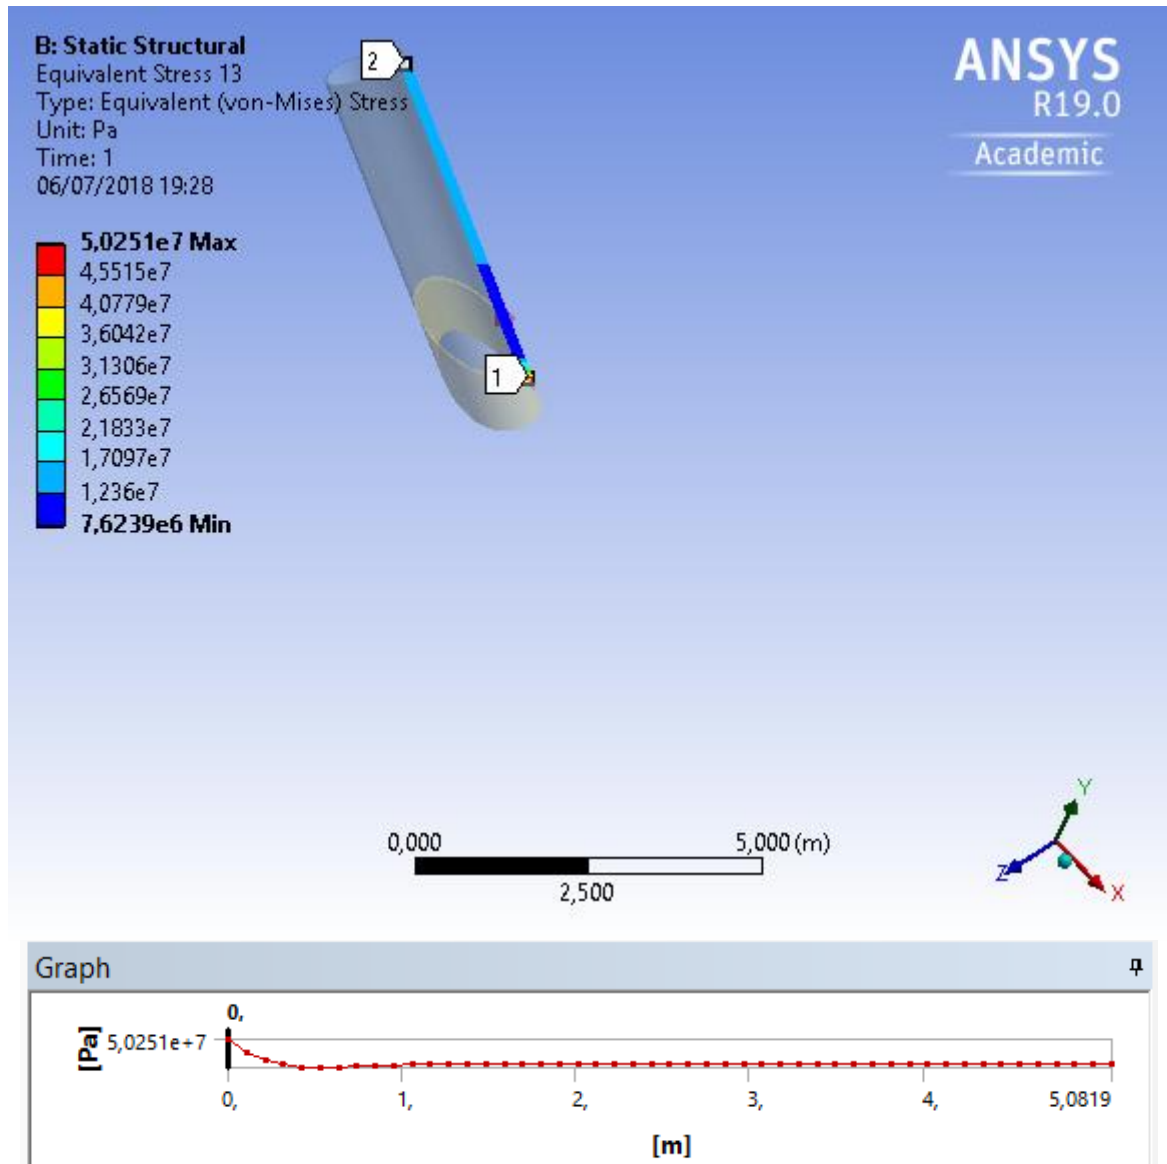 B: Static Structural
Equivalent Stress 13
Type: Equivalent (von-Mises) Stress
Unit: Pa
Time: 1
06/07/2018 19:28
5,0251e7 Max
4,5515e7
4,0779e7
3,6042e7
3,1306e7
2,6569e7
2,1833e7
1,7097e7
1,236e7
7,6239e6 Min
2
1
ANSYS
R19.0
Academic
0,000
5,000 (m)
2,500
Y
Z
X
Graph
0,
[Pa]
5,0251e+7
0,
1,
2,
3,
4,
5,0819
[m]